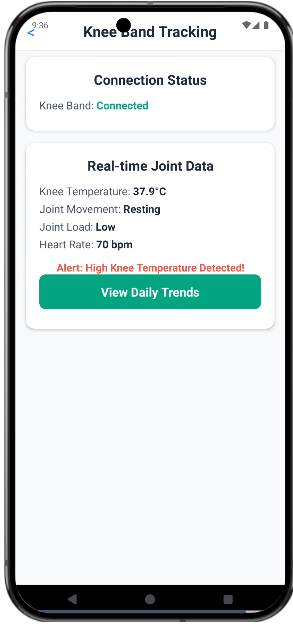 9:36
< Knee Band Tracking
Connection Status
Knee Band: Connected
Real-time Joint Data
Knee Temperature: 37.9°C
Joint Movement: Resting
Joint Load: Low
Heart Rate: 70 bpm
Alert: High Knee Temperature Detected!
View Daily Trends